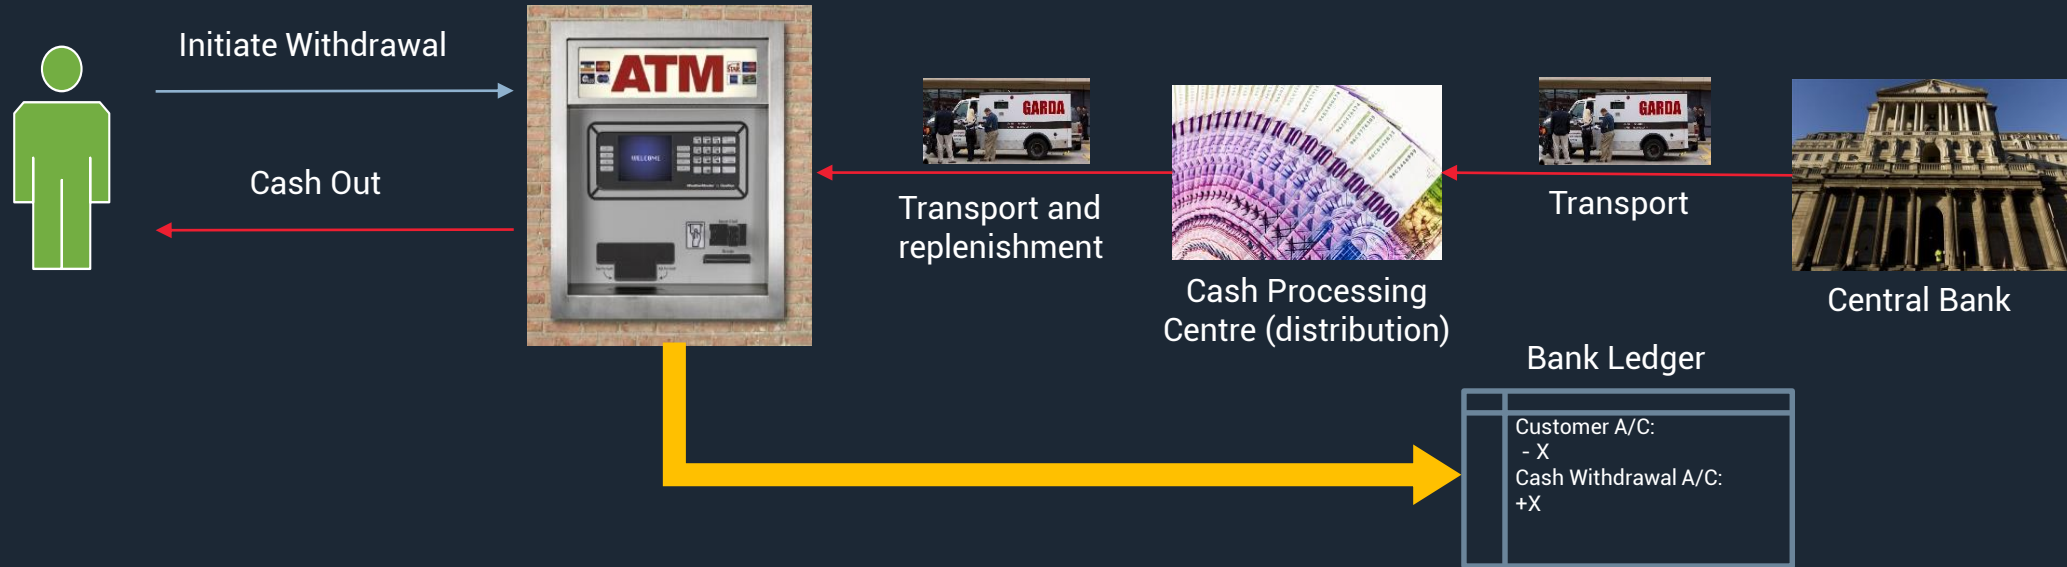 Initiate Withdrawal
Cash Out
ATM
WELCOME
GARDA
Transport and
replenishment
Cash Processing
Centre (distribution)
GARDA
Transport
Central Bank
Bank Ledger
Customer A/C:
- X
Cash Withdrawal A/C:
+X